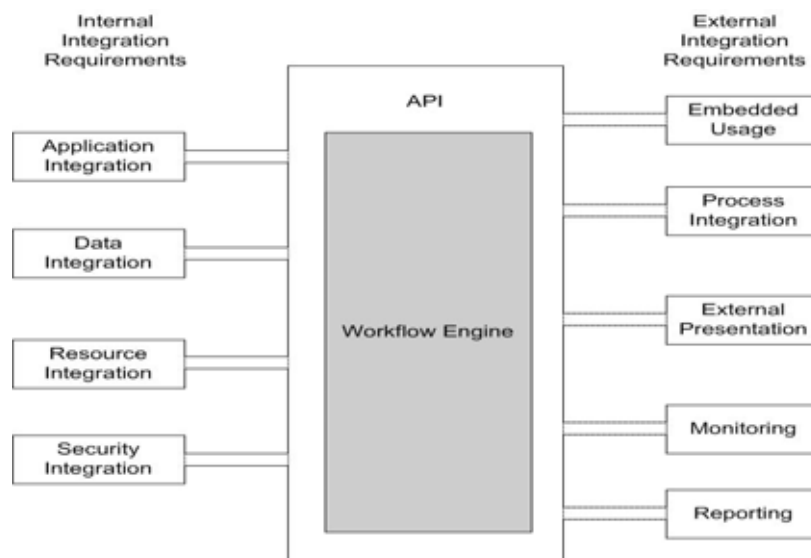 Internal
Integration
Requirements
External
Integration
Requirements
API
Workflow Engine
Application
Integration
Data
Integration
Resource
Integration
Security
Integration
Embedded
Usage
Process
Integration
External
Presentation
Monitoring
Reporting